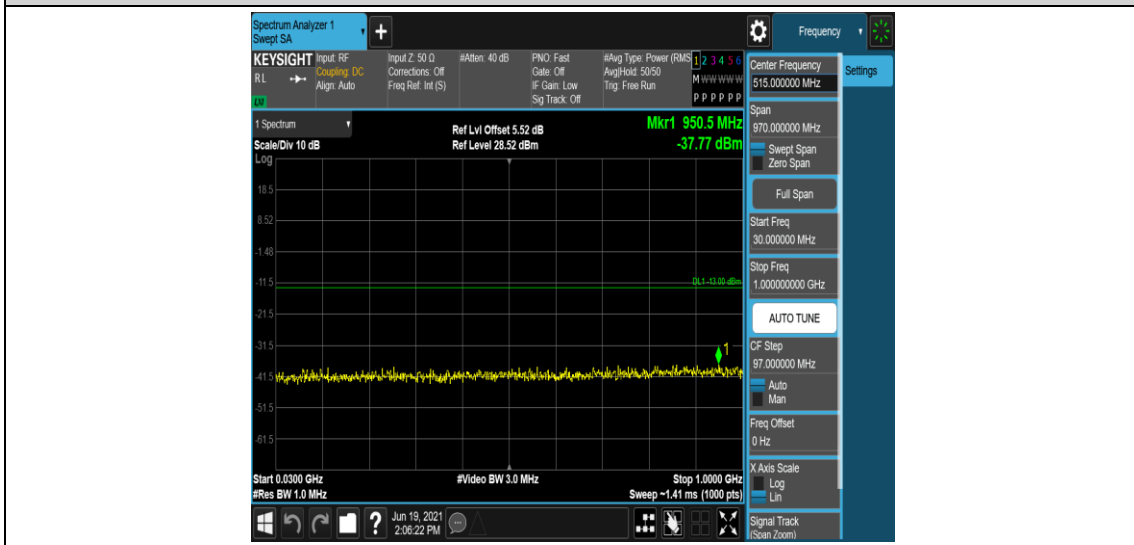 Spectrum Analyzer 1
Swept SA
Frequency
KEYSIGHT
RL
LXI
Input: RF
Coupling: DC
Align: Auto
Input Z: 50 Ω
Corrections: Off
Freq Ref: Int (S)
#Atten: 40 dB
PNO: Fast
Gate: Off
IF Gain: Low
Sig Track: Off
#Avg Type: Power (RMS
Avg|Hold: 50/50
Trig: Free Run
1 2 3 4 5 6
M W W W W W
P P P P P P
Center Frequency
515.000000 MHz
Settings
1 Spectrum
Scale/Div 10 dB
Ref Lvl Offset 5.52 dB
Ref Level 28.52 dBm
Mkr1 950.5 MHz
-37.77 dBm
Log
18.5
8.52
-1.48
-11.5
-21.5
-31.5
-41.5
-51.5
-61.5
DL1 -13.00 dBm
1
Start 0.0300 GHz
#Res BW 1.0 MHz
#Video BW 3.0 MHz
Stop 1.0000 GHz
Sweep ~1.41 ms (1000 pts)
Span
970.000000 MHz
Swept Span
Zero Span
Full Span
Start Freq
30.000000 MHz
Stop Freq
1.000000000 GHz
AUTO TUNE
CF Step
97.000000 MHz
Auto
Man
Freq Offset
0 Hz
X Axis Scale
Log
Lin
Signal Track
(Span Zoom)
?
Jun 19, 2021
2:06:22 PM